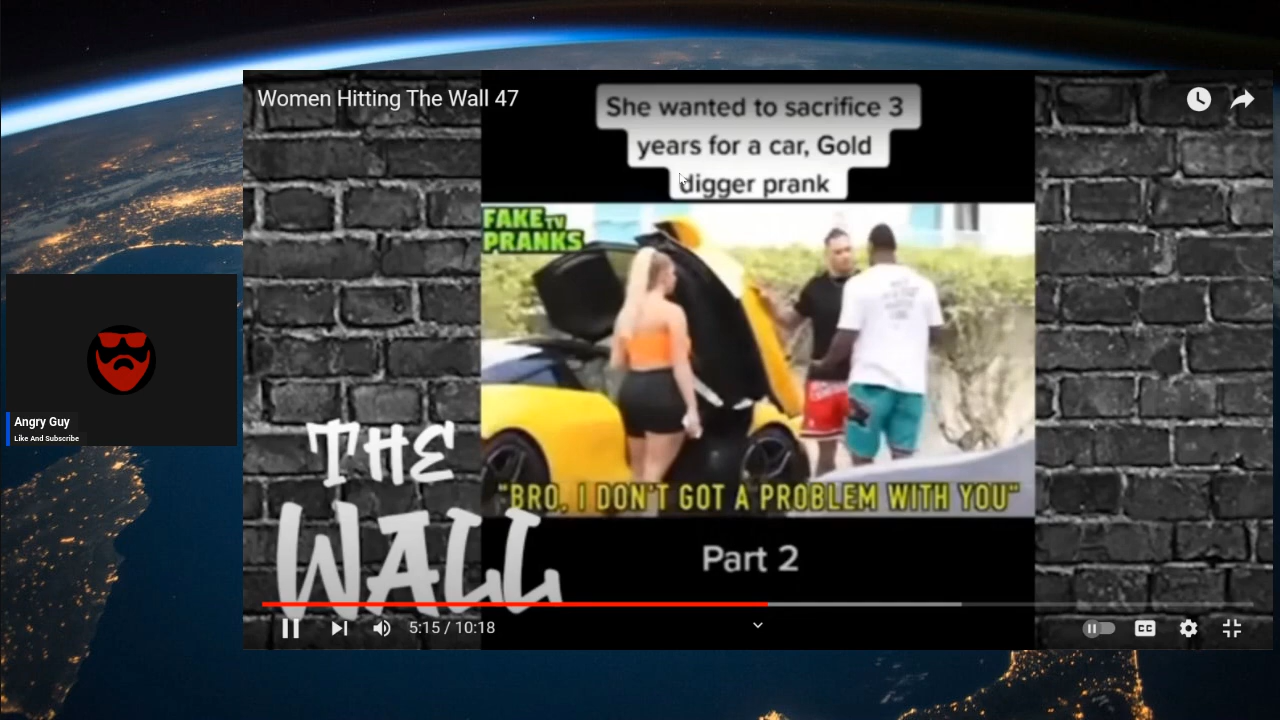 Women Hitting The Wall 47
She wanted to sacrifice 3
years for a car, Gold
digger prank
FAKE TV
PRANKS
Angry Guy
Like And Subscribe
THE
WALL
"BRO, I DON'T GOT A PROBLEM WITH YOU"
Part 2
5:15 / 10:18
CC